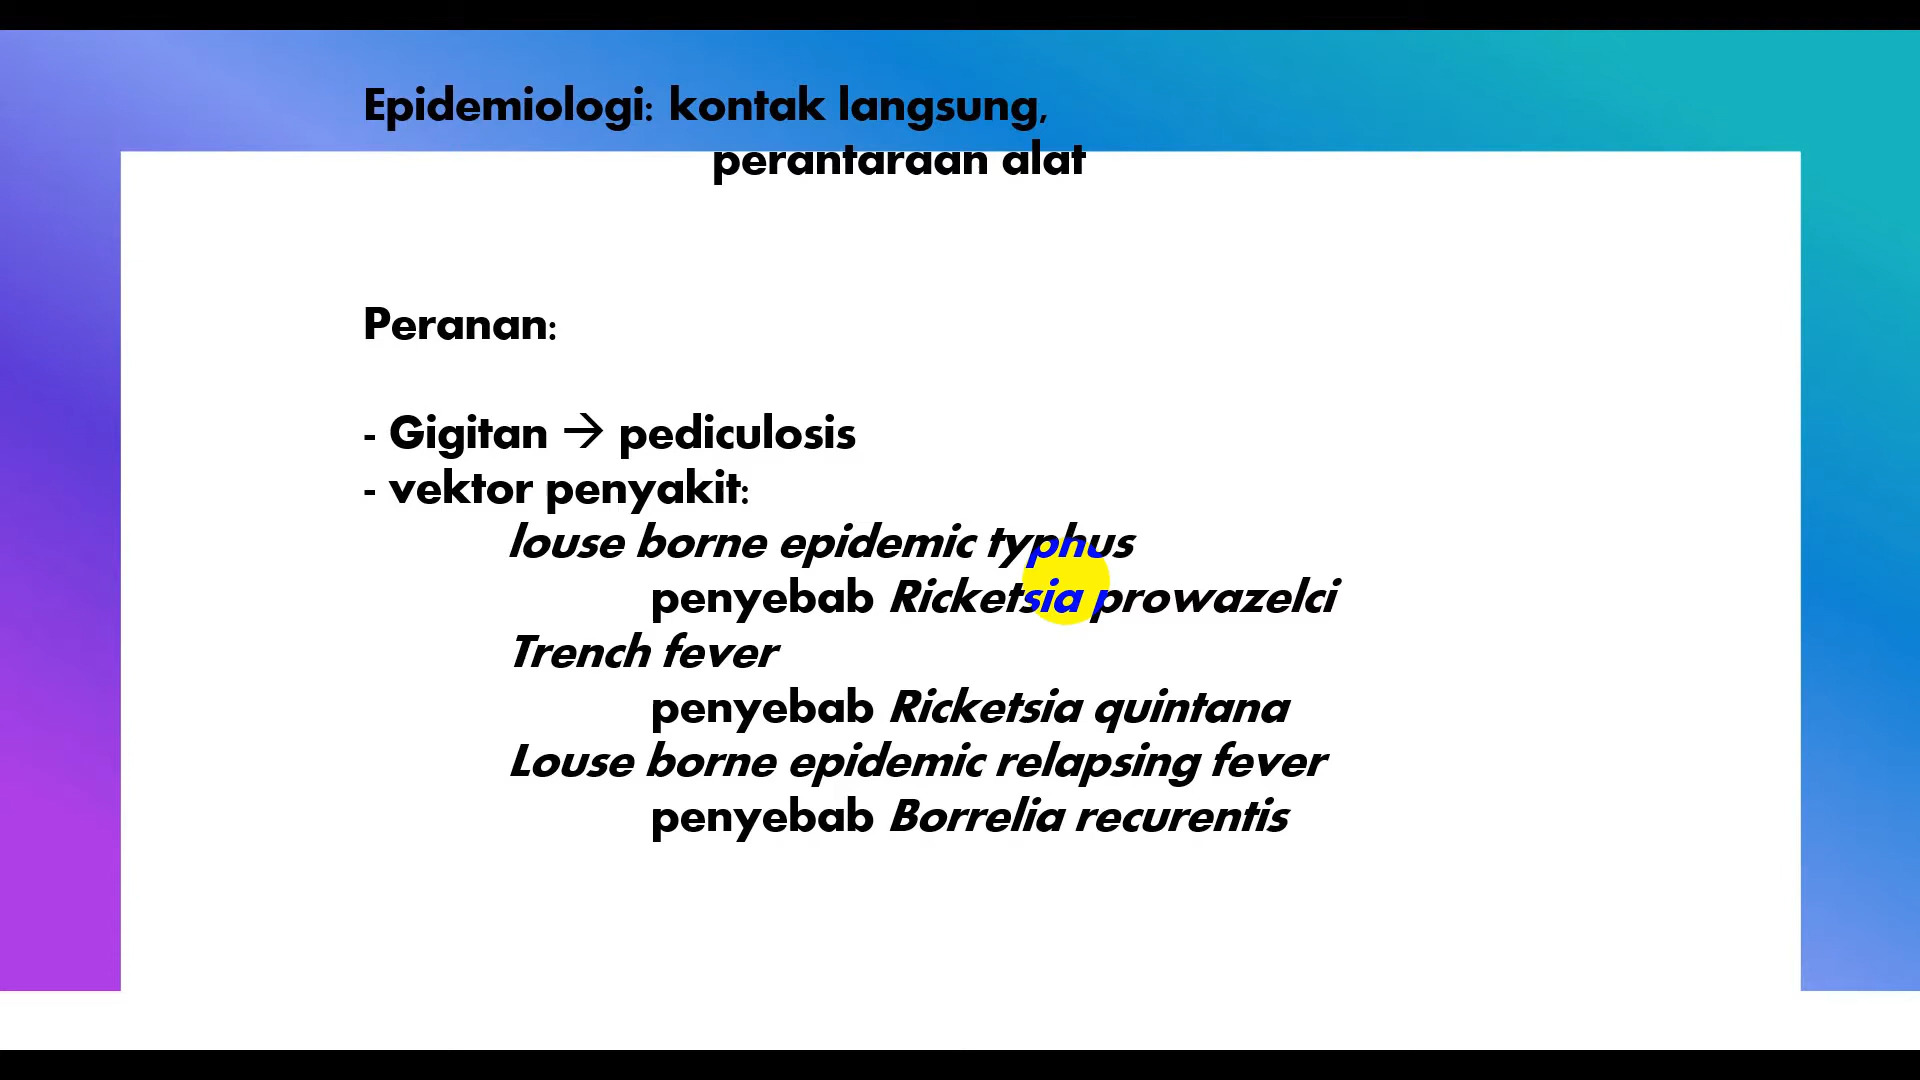 Epidemiologi: kontak langsung,
perantaraan alat
Peranan:
- Gigitan → pediculosis
- vektor penyakit:
louse borne epidemic typhus
penyebab Ricketsia prowazelci
Trench fever
penyebab Ricketsia quintana
Louse borne epidemic relapsing fever
penyebab Borrelia recurentis